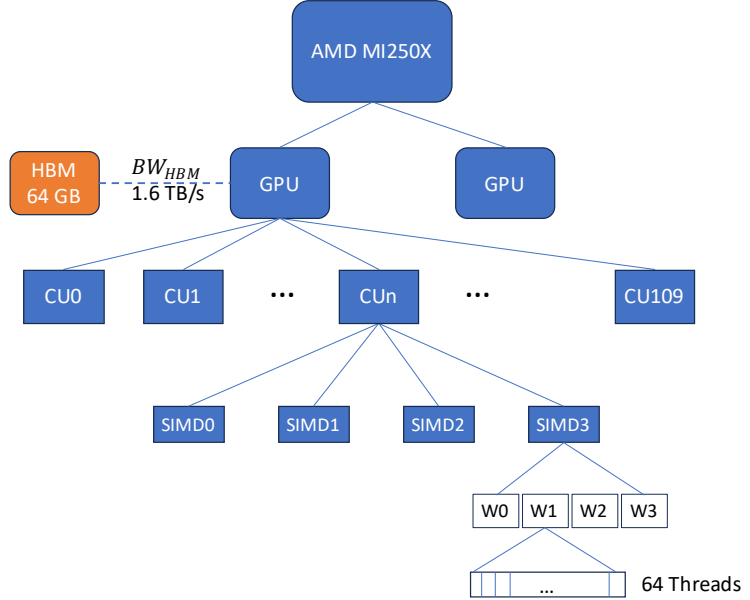 AMD MI250X
HBM
64 GB
BW_HBM
1.6 TB/s
GPU
GPU
CU0
CU1
...
CUn
...
CU109
SIMD0
SIMD1
SIMD2
SIMD3
W0
W1
W2
W3
...
64 Threads